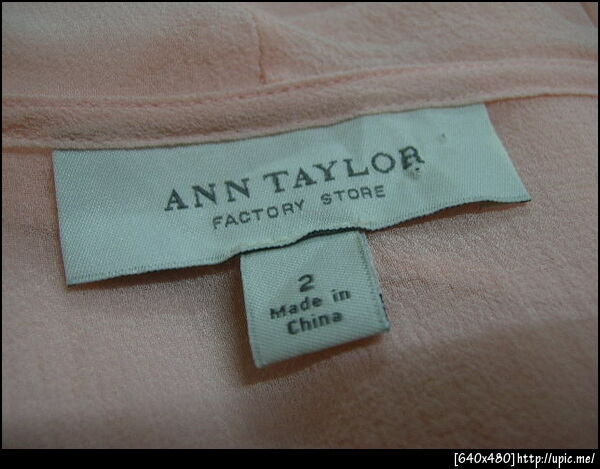 ANN TAYLOR
FACTORY STORE
2
Made in
China
[640x480]http://upic.me/